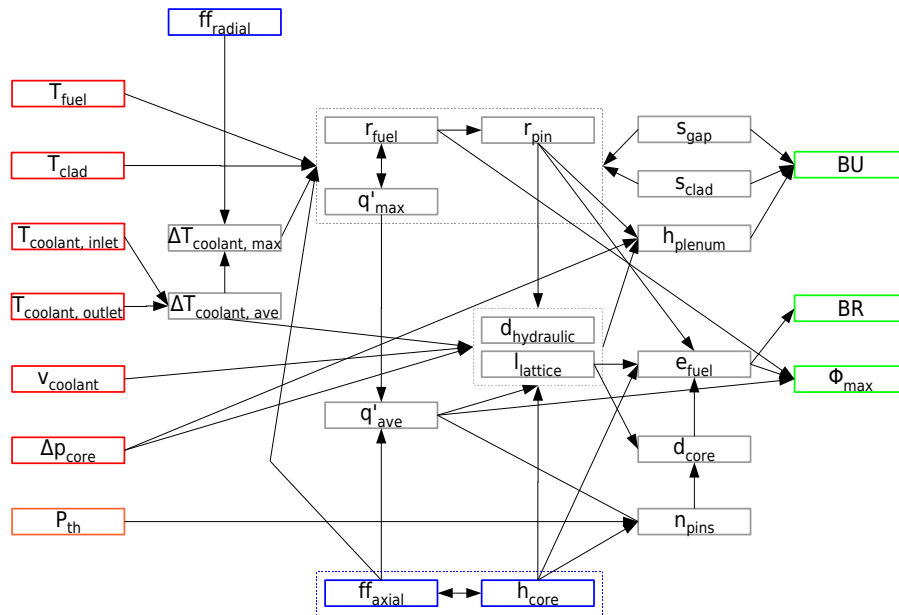 ff_radial
T_fuel
r_fuel
r_pin
s_gap
T_clad
s_clad
BU
q'_max
T_coolant, inlet
ΔT_coolant, max
h_plenum
T_coolant, outlet
ΔT_coolant, ave
BR
d_hydraulic
l_lattice
e_fuel
v_coolant
Φ_max
q'_ave
Δp_core
d_core
P_th
n_pins
ff_axial
h_core